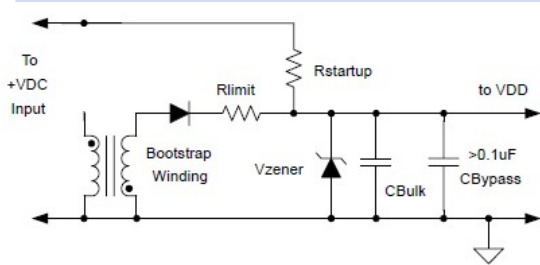 To
+VDC
Input
Rstartup
Rlimit
to VDD
Bootstrap
Winding
Vzener
CBulk
>0.1uF
CBypass